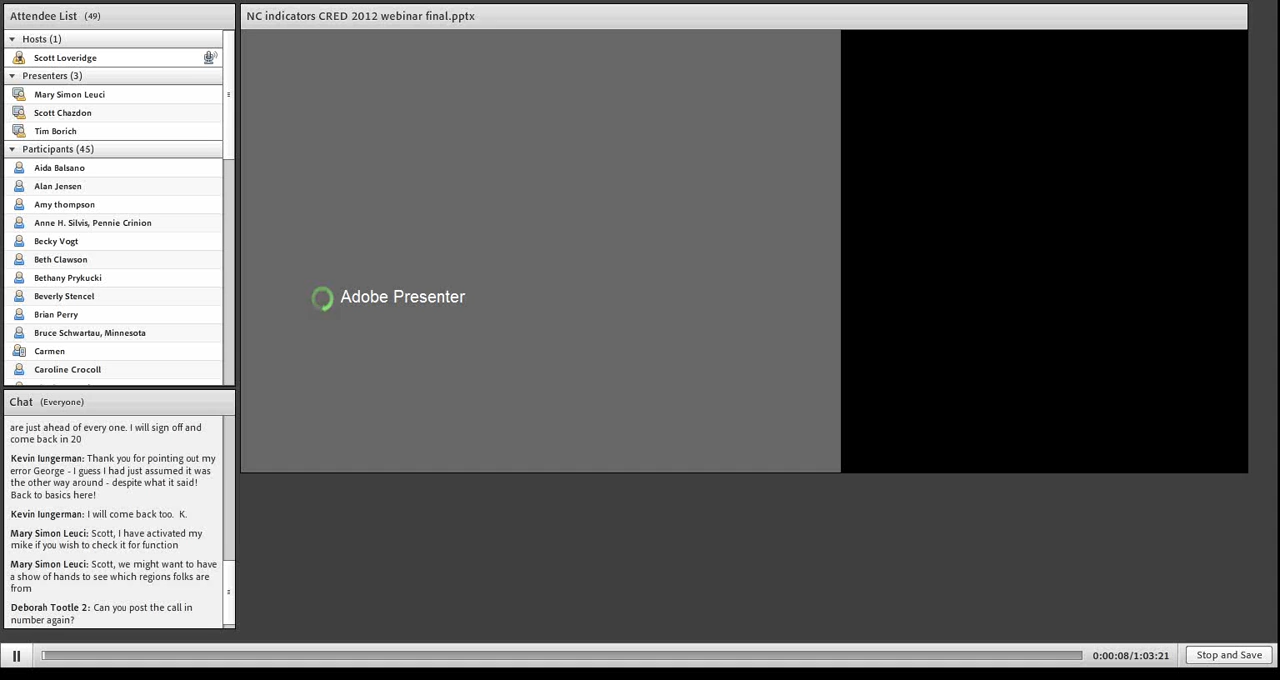 Attendee List (49)
Hosts (1)
Scott Loveridge
Presenters (3)
Mary Simon Leuci
Scott Chazdon
Tim Borich
Participants (45)
Aida Balsano
Alan Jensen
Amy thompson
Anne H. Silvis, Pennie Crinion
Becky Vogt
Beth Clawson
Bethany Prykucki
Beverly Stencel
Brian Perry
Bruce Schwartau, Minnesota
Carmen
Caroline Crocoll
Chat (Everyone)
are just ahead of every one. I will sign off and
come back in 20
Kevin Iungerman: Thank you for pointing out my
error George - I guess I had just assumed it was
the other way around - despite what it said!
Back to basics here!
Kevin Iungerman: I will come back too. K.
Mary Simon Leuci: Scott, I have activated my
mike if you wish to check it for function
Mary Simon Leuci: Scott, we might want to have
a show of hands to see which regions folks are
from
Deborah Tootle 2: Can you post the call in
number again?
NC indicators CRED 2012 webinar final.pptx
Adobe Presenter
0:00:08/1:03:21
Stop and Save